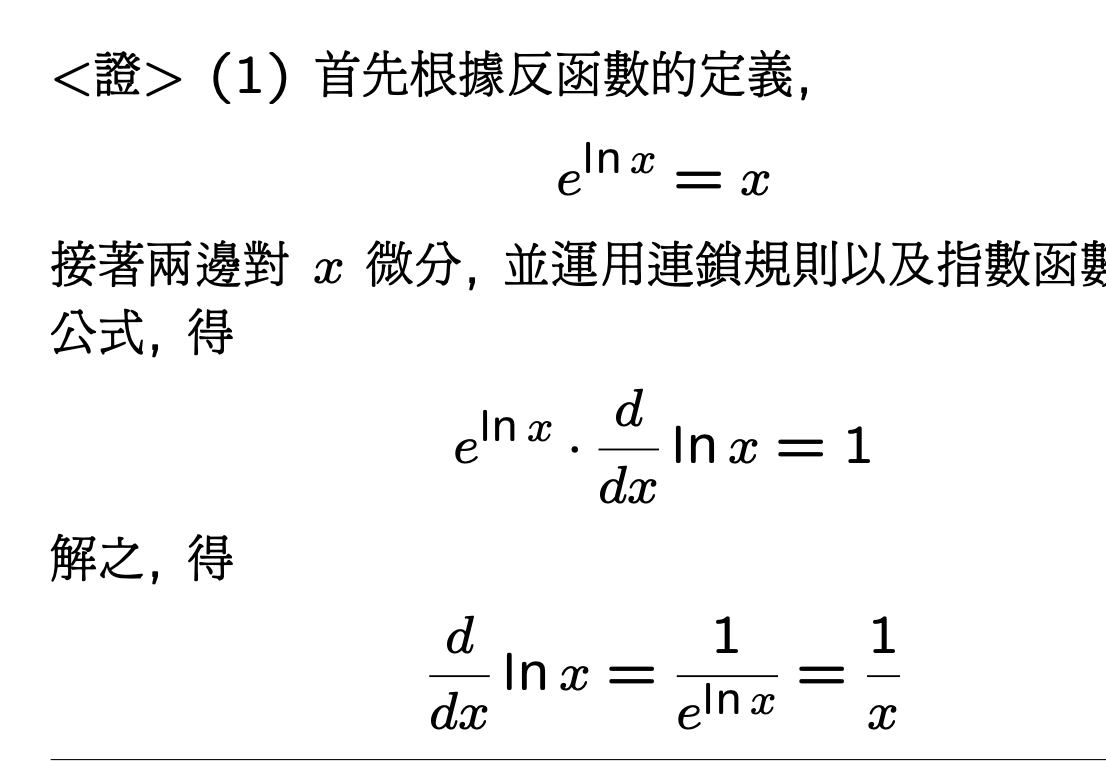 <證> (1) 首先根據反函數的定義,
e^{ln x} = x
接著兩邊對 x 微分, 並運用連鎖規則以及指數函數
公式, 得
e^{ln x} · \frac{d}{dx} ln x = 1
解之, 得
\frac{d}{dx} ln x = \frac{1}{e^{ln x}} = \frac{1}{x}